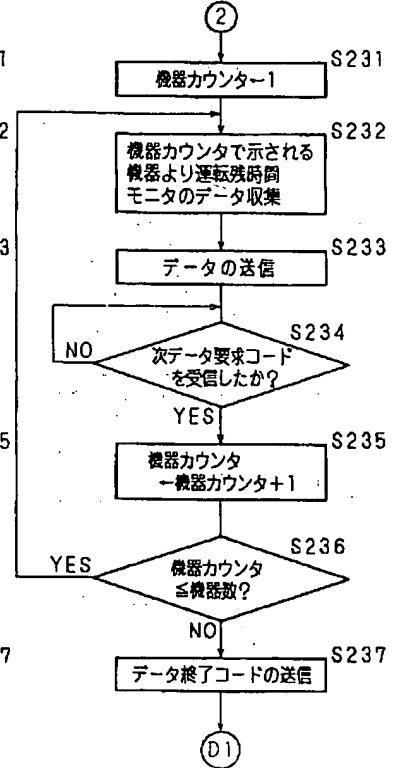 2
1
S231
機器カウンタ←1
2
S232
機器カウンタで示される
機器より運転残時間
モニタのデータ収集
3
S233
データの送信
S234
NO
次データ要求コード
を受信したか?
YES
5
S235
機器カウンタ
←機器カウンタ+1
S236
YES
機器カウンタ
≦機器数?
NO
7
S237
データ終了コードの送信
D1